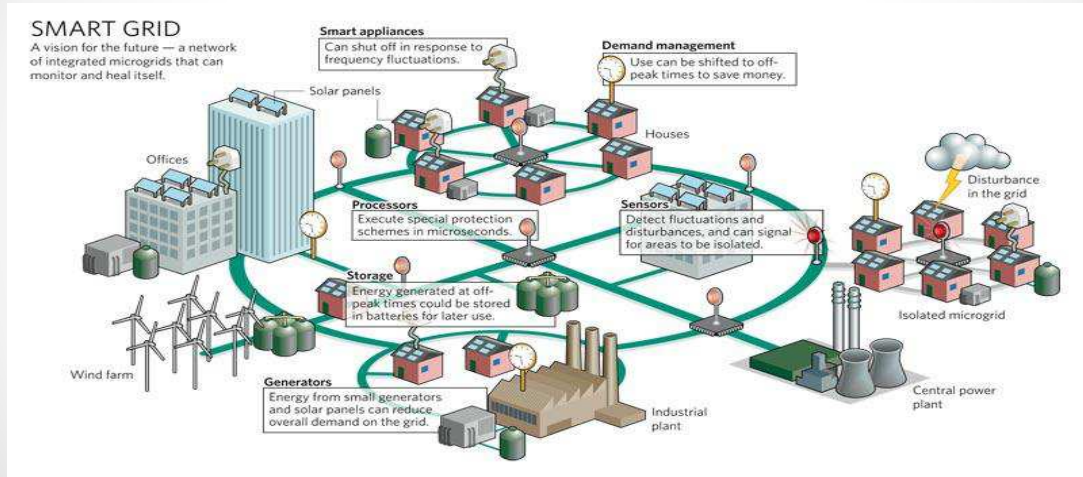 SMART GRID
A vision for the future — a network
of integrated microgrids that can
monitor and heal itself.
Smart appliances
Can shut off in response to
frequency fluctuations.
Demand management
Use can be shifted to off-
peak times to save money.
Solar panels
Houses
Offices
Disturbance
in the grid
Processors
Execute special protection
schemes in microseconds.
Sensors
Detect fluctuations and
disturbances, and can signal
for areas to be isolated.
Storage
Energy generated at off-
peak times could be stored
in batteries for later use.
Isolated microgrid
Wind farm
Generators
Energy from small generators
and solar panels can reduce
overall demand on the grid.
Industrial
plant
Central power
plant